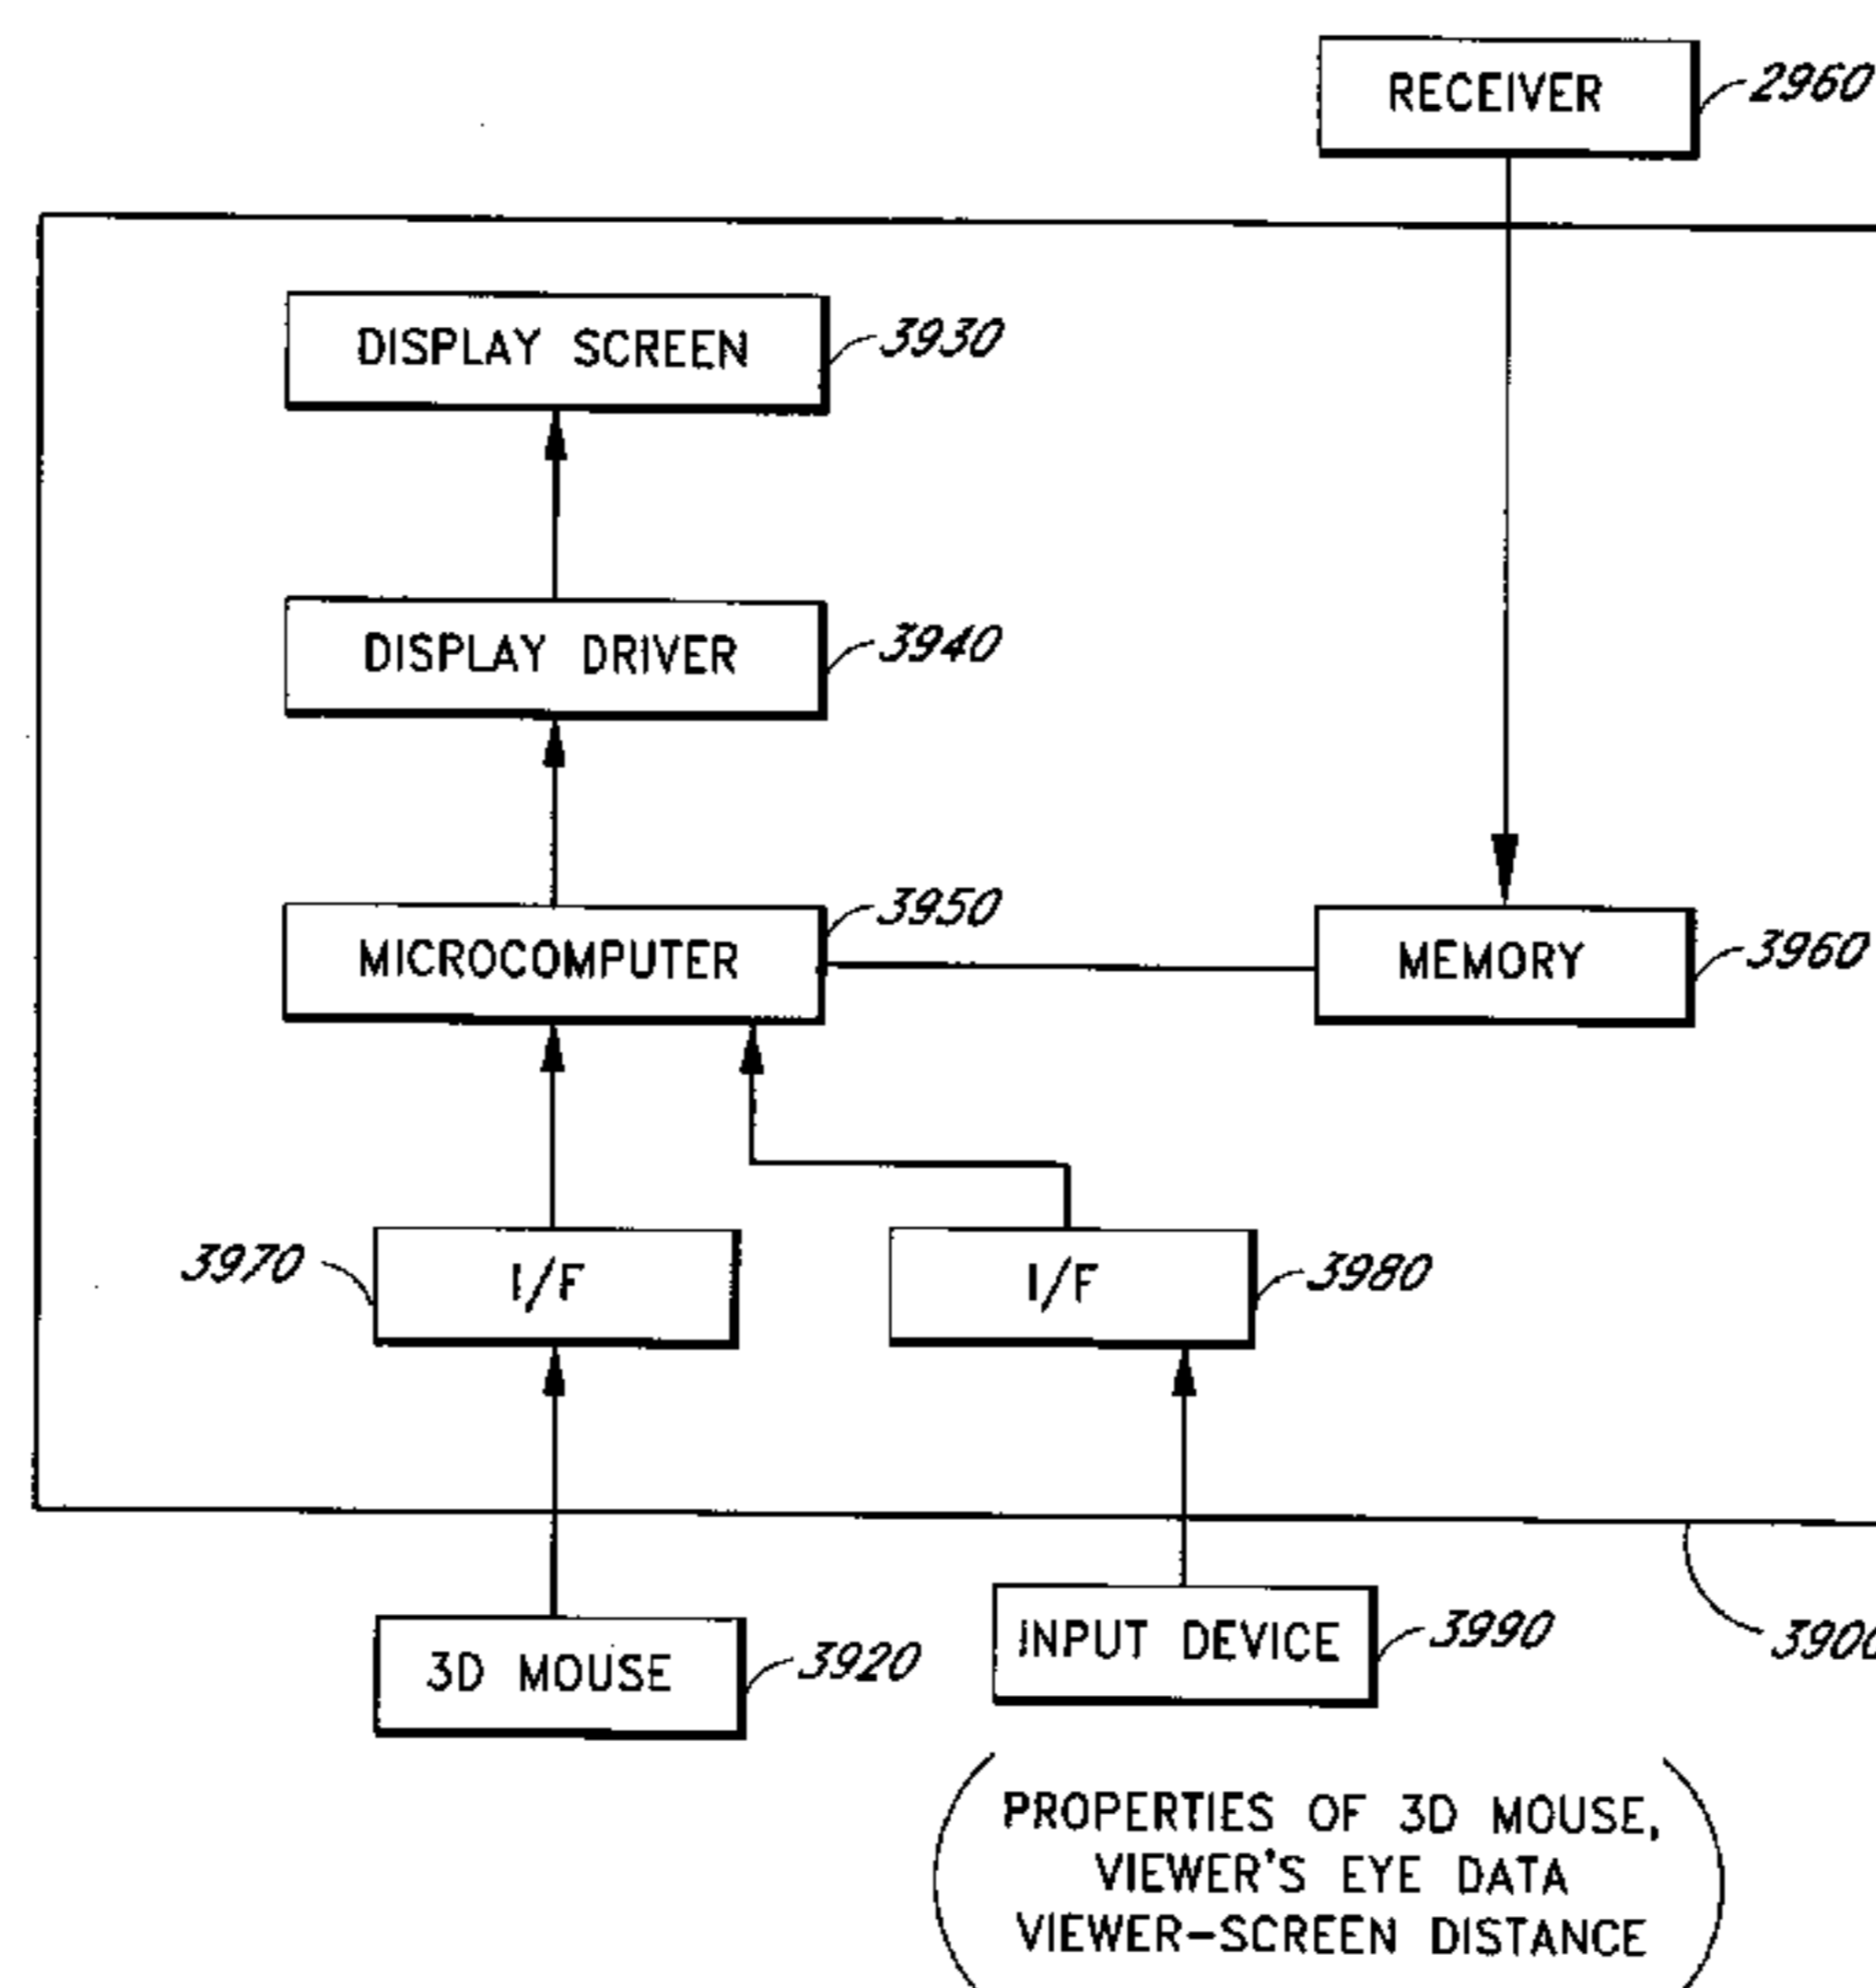 RECEIVER 2960
DISPLAY SCREEN 3930
DISPLAY DRIVER 3940
MICROCOMPUTER 3950
MEMORY 3960
3970 I/F
I/F 3980
3D MOUSE 3920
INPUT DEVICE 3990
3900
PROPERTIES OF 3D MOUSE,
VIEWER'S EYE DATA
VIEWER-SCREEN DISTANCE